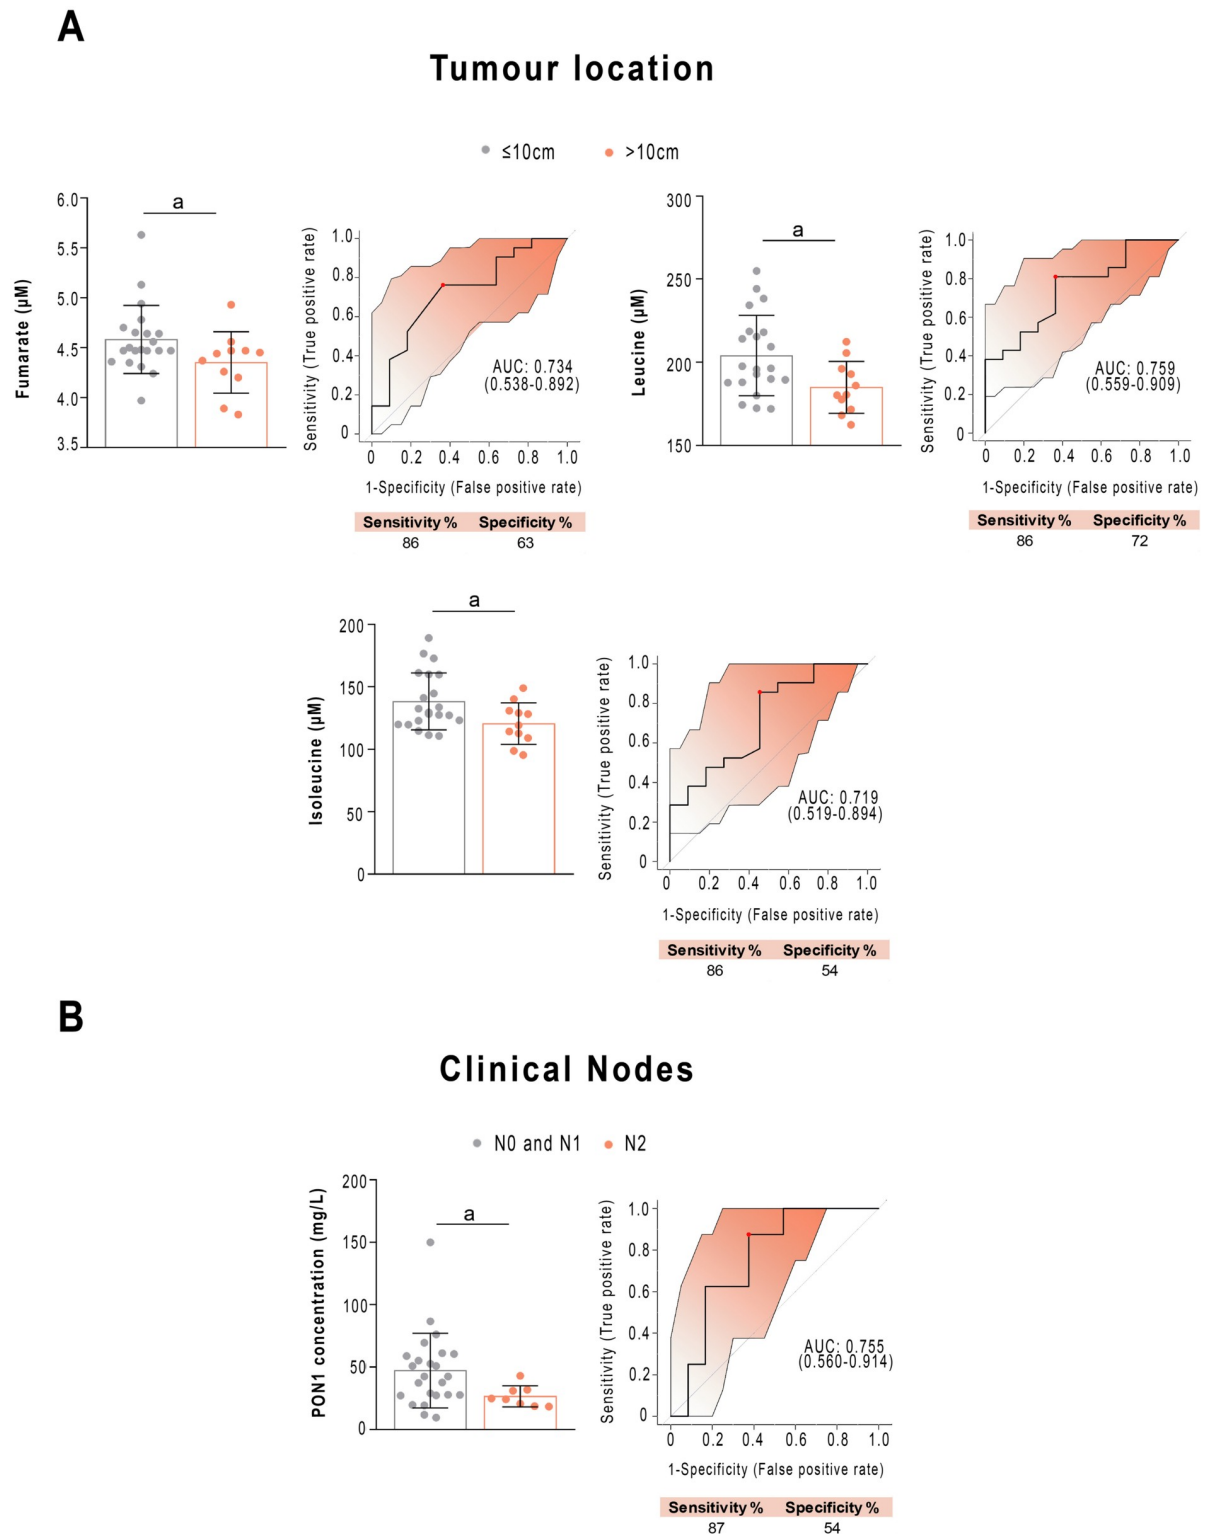 A
Tumour location
≤10cm >10cm
Fumarate (µM)
6.0
5.5
5.0
4.5
4.0
3.5
a
Sensitivity (True positive rate)
1.0
0.8
0.6
0.4
0.2
0
AUC: 0.734
(0.538-0.892)
0 0.2 0.4 0.6 0.8 1.0
1-Specificity (False positive rate)
Sensitivity % Specificity %
86 63
Leucine (µM)
300
250
200
150
a
Sensitivity (True positive rate)
1.0
0.8
0.6
0.4
0.2
0
AUC: 0.759
(0.559-0.909)
0 0.2 0.4 0.6 0.8 1.0
1-Specificity (False positive rate)
Sensitivity % Specificity %
86 72
Isoleucine (µM)
200
150
100
50
0
a
Sensitivity (True positive rate)
1.0
0.8
0.6
0.4
0.2
0
AUC: 0.719
(0.519-0.894)
0 0.2 0.4 0.6 0.8 1.0
1-Specificity (False positive rate)
Sensitivity % Specificity %
86 54
B
Clinical Nodes
N0 and N1 N2
PON1 concentration (mg/L)
200
150
100
50
0
a
Sensitivity (True positive rate)
1.0
0.8
0.6
0.4
0.2
0
AUC: 0.755
(0.560-0.914)
0 0.2 0.4 0.6 0.8 1.0
1-Specificity (False positive rate)
Sensitivity % Specificity %
87 54